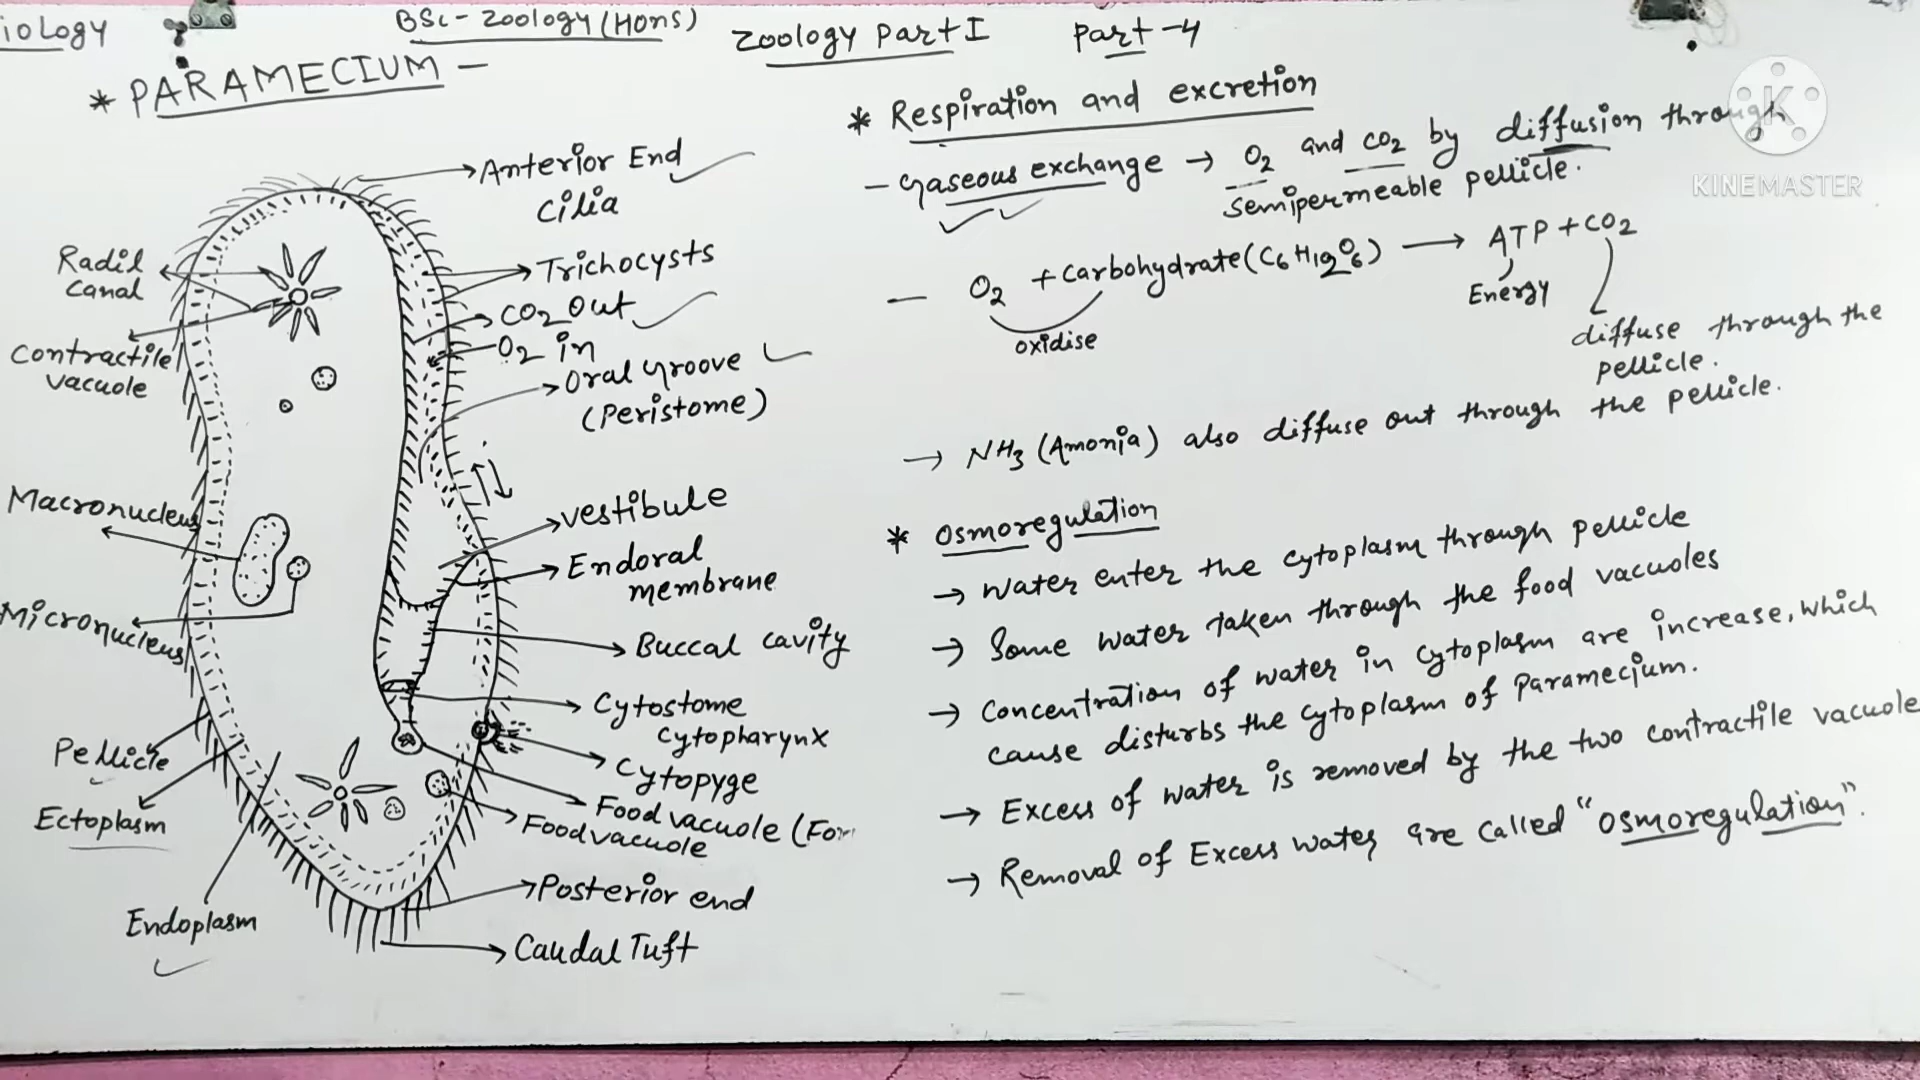 ioLogy
BSc-Zoology(Hons)
Zoology Part I
Part-4
* PARAMECIUM -
Anterior End
Cilia
Radil
canal
Trichocysts
CO2 Out
O2 in
Contractile
vacuole
Oral groove
(Peristome)
Macronucleus
vestibule
Endoral
membrane
Micronucleus
Buccal cavity
Cytostome
Cytopharynx
Pellicle
Cytopyge
Ectoplasm
Food vacuole (For
Food vacuole
Posterior end
Endoplasm
Caudal Tuft
* Respiration and excretion
- Gaseous exchange → O2 and CO2 by diffusion through
semipermeable pellicle.
- O2 + Carbohydrate (C6H12O6) → ATP + CO2
oxidise
Energy
diffuse through the
pellicle.
→ NH3 (Amonia) also diffuse out through the pellicle.
* Osmoregulation
→ Water enter the cytoplasm through pellicle
→ Some water taken through the food vacuoles
→ Concentration of water in cytoplasm are increase, which
cause disturbs the cytoplasm of Paramecium.
→ Excess of water is removed by the two contractile vacuole
→ Removal of Excess water are called "Osmoregulation".
K
KINEMASTER